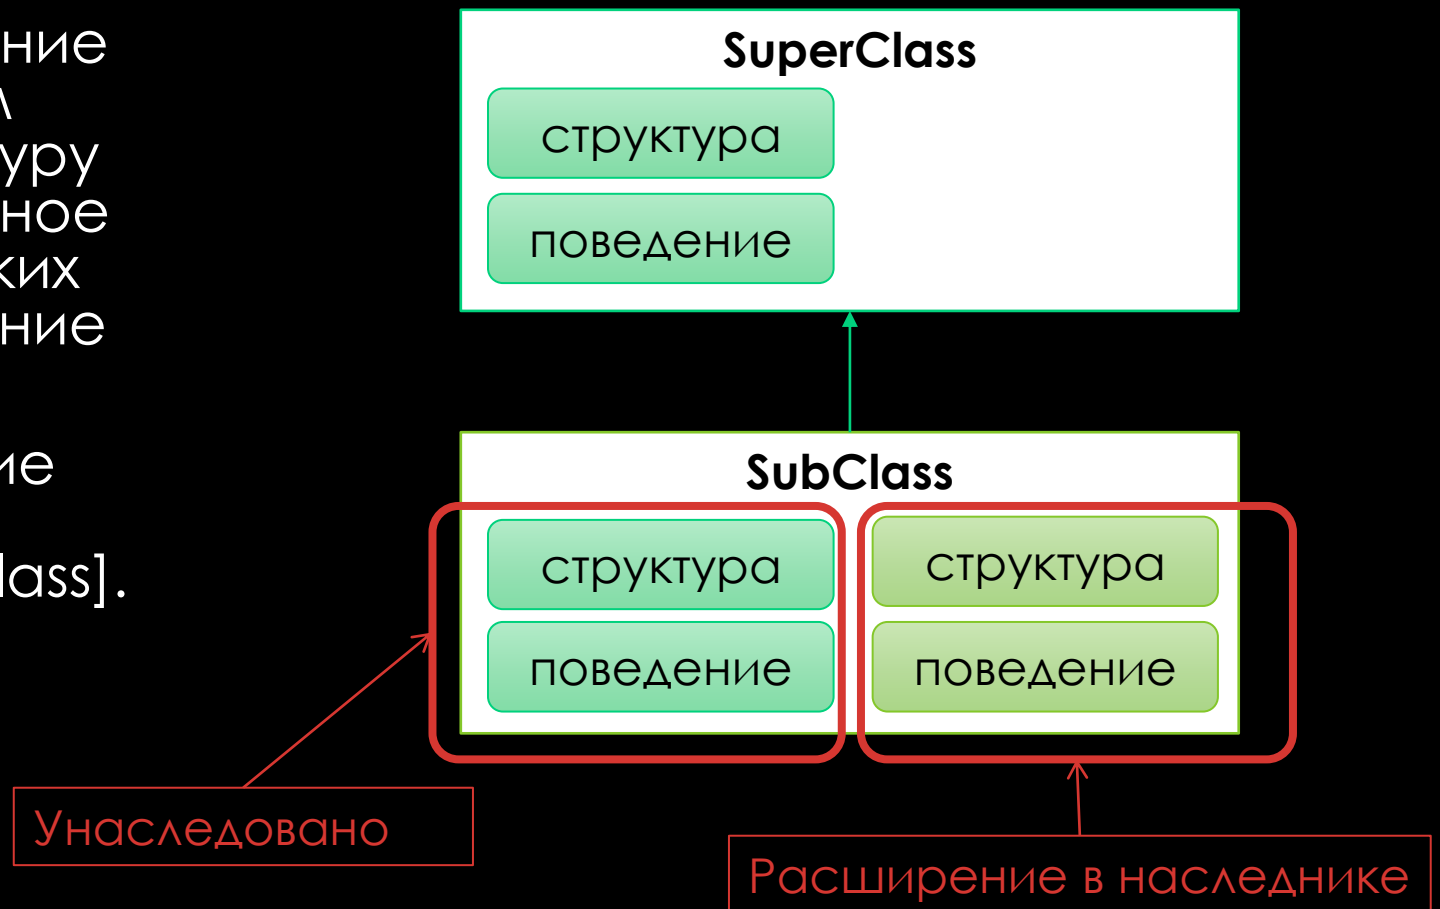 ние
л
уру
ное
ких
ние
ие
lass].
SuperClass
структура
поведение
SubClass
структура
структура
поведение
поведение
Унаследовано
Расширение в наследнике